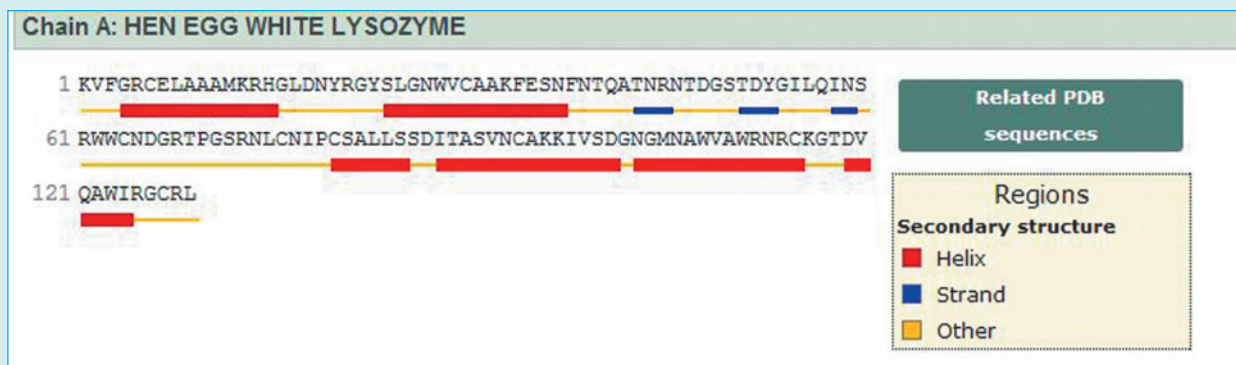 Chain A: HEN EGG WHITE LYSOZYME
1 KVFGRCELAAAMKRHGLDNYRGYSLGNWVCAAKFESNFNTQATNRNTDGSTDYGILQINS
61 RWWCNDGRTPGSRNLCNIPCSALLSSDITASVNCAKKIVSDGNGMNAWVAWRNRCKGTDV
121 QAWIRGCRL
Related PDB
sequences
Regions
Secondary structure
Helix
Strand
Other